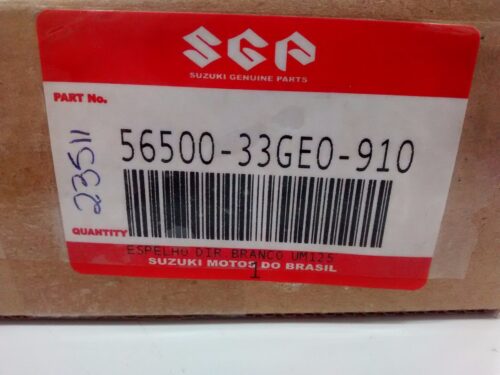 SGP
SUZUKI GENUINE PARTS
PART No.
56500-33GE0-910
23511
QUANTITY
ESPELHO DIR BRANCO UM125
SUZUKI MOTOS DO BRASIL
1